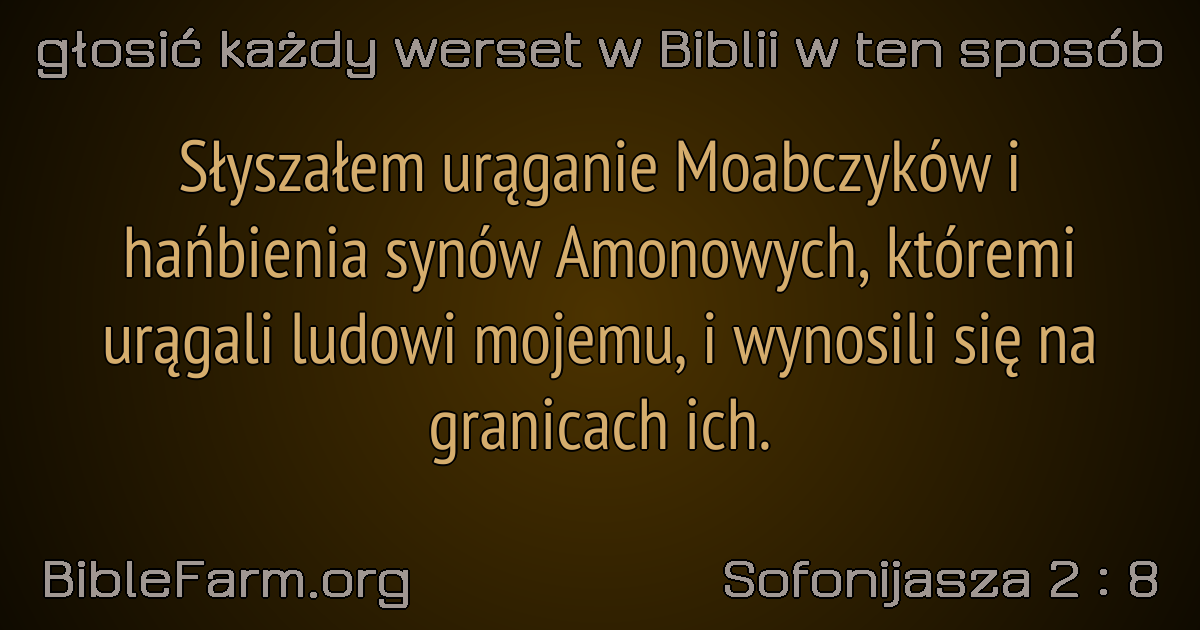 głosić każdy werset w Biblii w ten sposób
Słyszałem urąganie Moabczyków i
hańbienia synów Amonowych, któremi
urągali ludowi mojemu, i wynosili się na
granicach ich.
BibleFarm.org
Sofonijasza 2 : 8